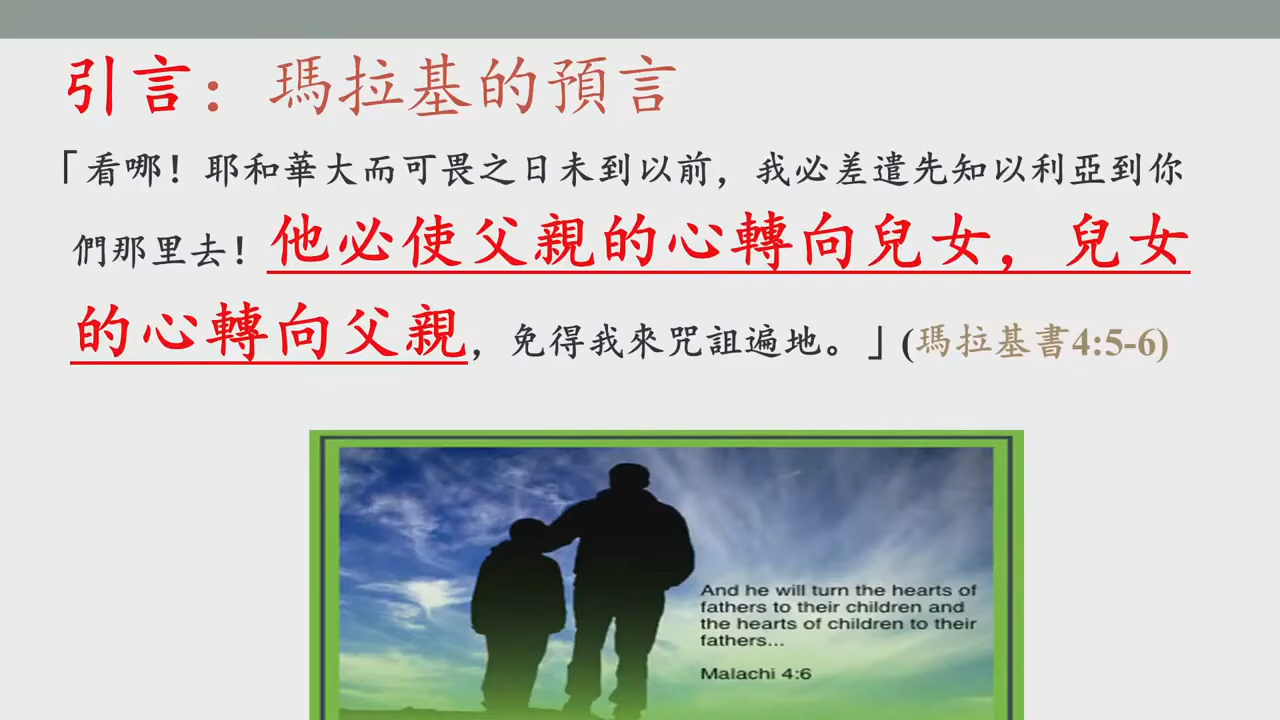 引言：瑪拉基的預言
「看哪！耶和華大而可畏之日未到以前，我必差遣先知以利亞到你
們那里去！他必使父親的心轉向兒女，兒女
的心轉向父親，免得我來咒詛遍地。」(瑪拉基書4:5-6)
And he will turn the hearts of
fathers to their children and
the hearts of children to their
fathers...
Malachi 4:6